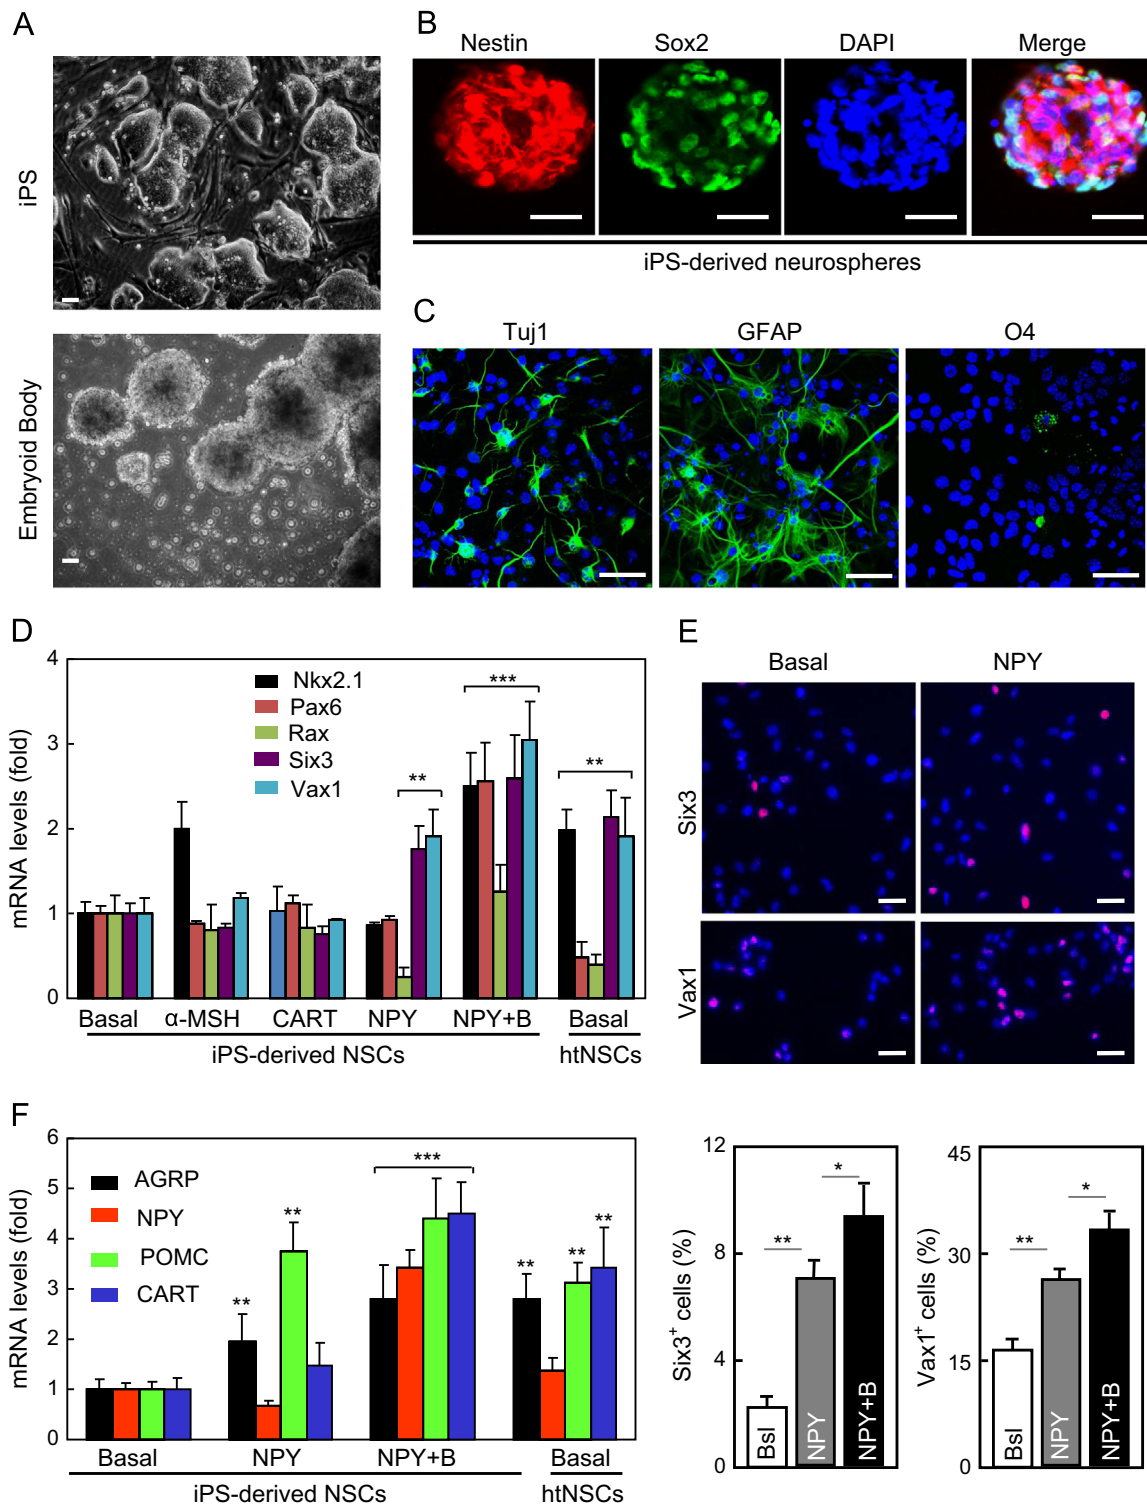 A
iPS
Embryoid Body
B
Nestin Sox2 DAPI Merge
iPS-derived neurospheres
C
Tuj1 GFAP O4
D
mRNA levels (fold)
4
3
2
1
0
Nkx2.1
Pax6
Rax
Six3
Vax1
** *** **
Basal α-MSH CART NPY NPY+B Basal
iPS-derived NSCs htNSCs
E
Basal NPY
Six3
Vax1
F
mRNA levels (fold)
6
5
4
3
2
1
0
AGRP
NPY
POMC
CART
** ** *** ** ** **
Basal NPY NPY+B Basal
iPS-derived NSCs htNSCs
Six3+ cells (%)
12
8
4
0
** *
Bsl NPY NPY+B
Vax1+ cells (%)
45
30
15
0
** *
Bsl NPY NPY+B